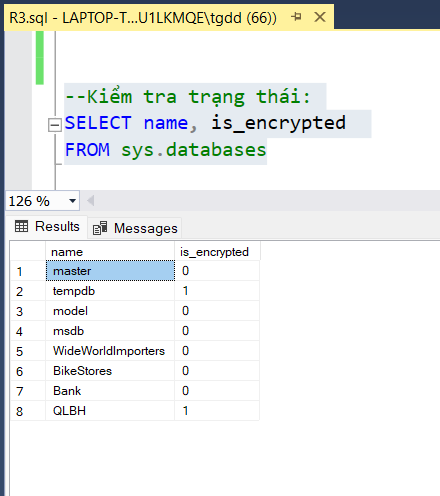 R3.sql - LAPTOP-T...U1LKMQE\tgdd (66))
--Kiểm tra trạng thái:
SELECT name, is_encrypted
FROM sys.databases
126 %
Results Messages
name is_encrypted
1 master 0
2 tempdb 1
3 model 0
4 msdb 0
5 WideWorldImporters 0
6 BikeStores 0
7 Bank 0
8 QLBH 1